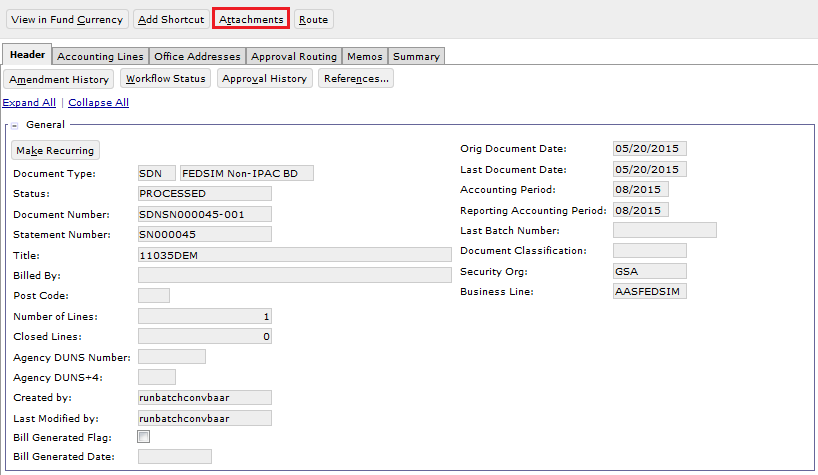 View in Fund Currency Add Shortcut Attachments Route
Header Accounting Lines Office Addresses Approval Routing Memos Summary
Amendment History Workflow Status Approval History References...
Expand All | Collapse All
General
Make Recurring
Document Type: SDN FEDSIM Non-IPAC BD
Status: PROCESSED
Document Number: SDNSN000045-001
Statement Number: SN000045
Title: 11035DEM
Billed By:
Post Code:
Number of Lines: 1
Closed Lines: 0
Agency DUNS Number:
Agency DUNS+4:
Created by: runbatchconvbaar
Last Modified by: runbatchconvbaar
Bill Generated Flag:
Bill Generated Date:
Orig Document Date: 05/20/2015
Last Document Date: 05/20/2015
Accounting Period: 08/2015
Reporting Accounting Period: 08/2015
Last Batch Number:
Document Classification:
Security Org: GSA
Business Line: AASFEDSIM